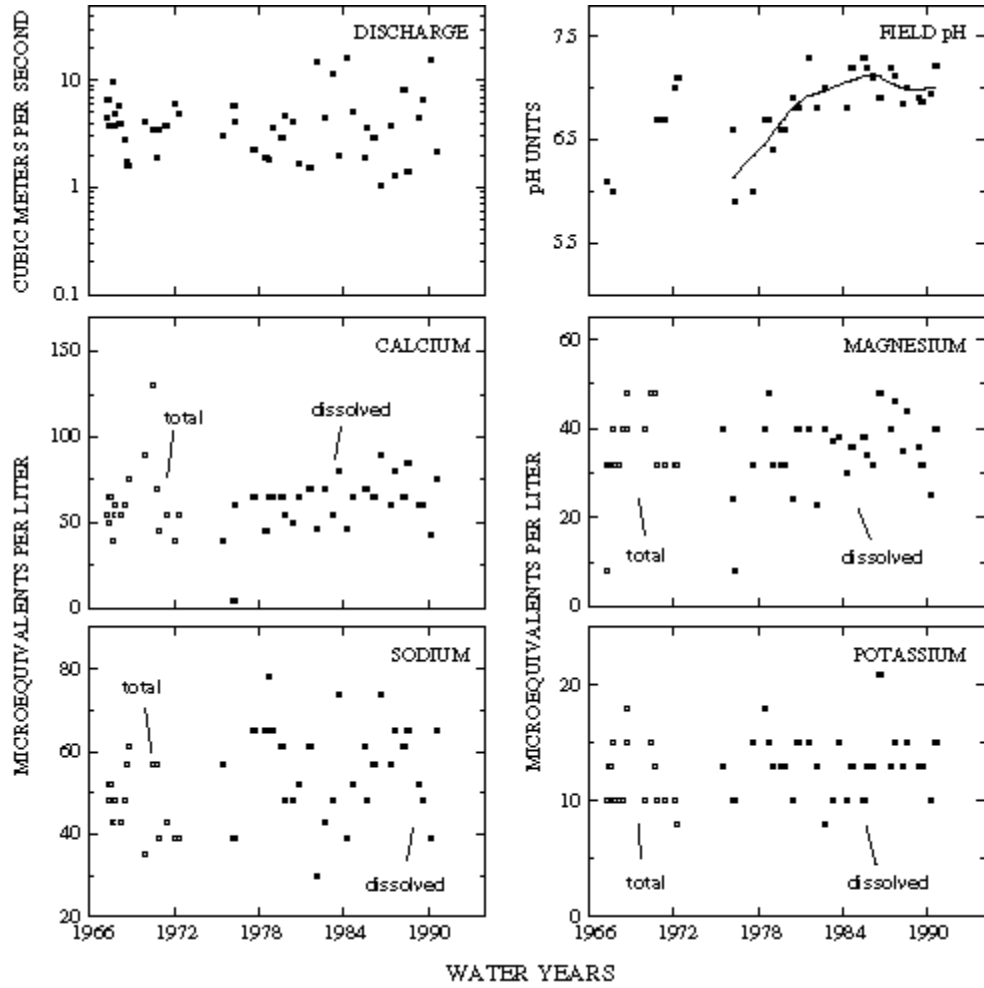 DISCHARGE
CUBIC METERS PER SECOND
10
1
0.1
FIELD pH
pH UNITS
7.5
6.5
5.5
CALCIUM
150
100
50
0
total
dissolved
MICROEQUIVALENTS PER LITER
MAGNESIUM
60
40
20
0
total
dissolved
MICROEQUIVALENTS PER LITER
SODIUM
80
60
40
20
total
dissolved
1966 1972 1978 1984 1990
POTASSIUM
20
10
0
total
dissolved
1966 1972 1978 1984 1990
WATER YEARS